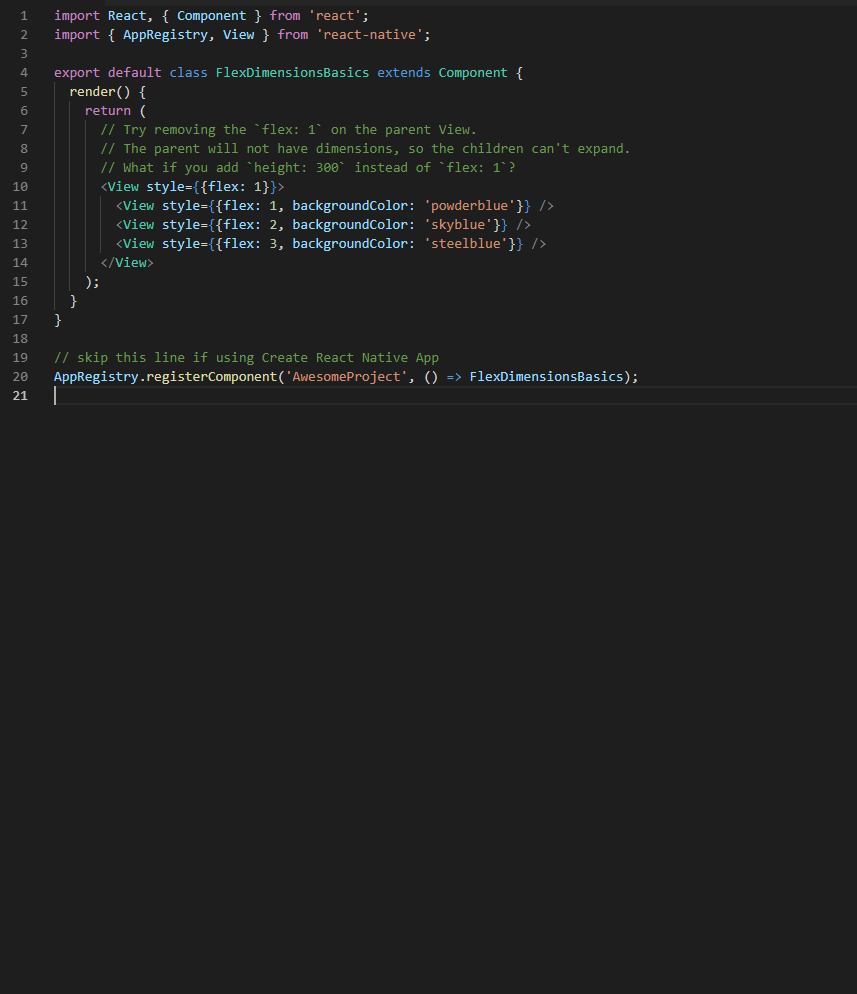 1 import React, { Component } from 'react';
2 import { AppRegistry, View } from 'react-native';
3
4 export default class FlexDimensionsBasics extends Component {
5   render() {
6     return (
7       // Try removing the `flex: 1` on the parent View.
8       // The parent will not have dimensions, so the children can't expand.
9       // What if you add `height: 300` instead of `flex: 1`?
10       <View style={{flex: 1}}>
11         <View style={{flex: 1, backgroundColor: 'powderblue'}} />
12         <View style={{flex: 2, backgroundColor: 'skyblue'}} />
13         <View style={{flex: 3, backgroundColor: 'steelblue'}} />
14       </View>
15     );
16   }
17 }
18
19 // skip this line if using Create React Native App
20 AppRegistry.registerComponent('AwesomeProject', () => FlexDimensionsBasics);
21